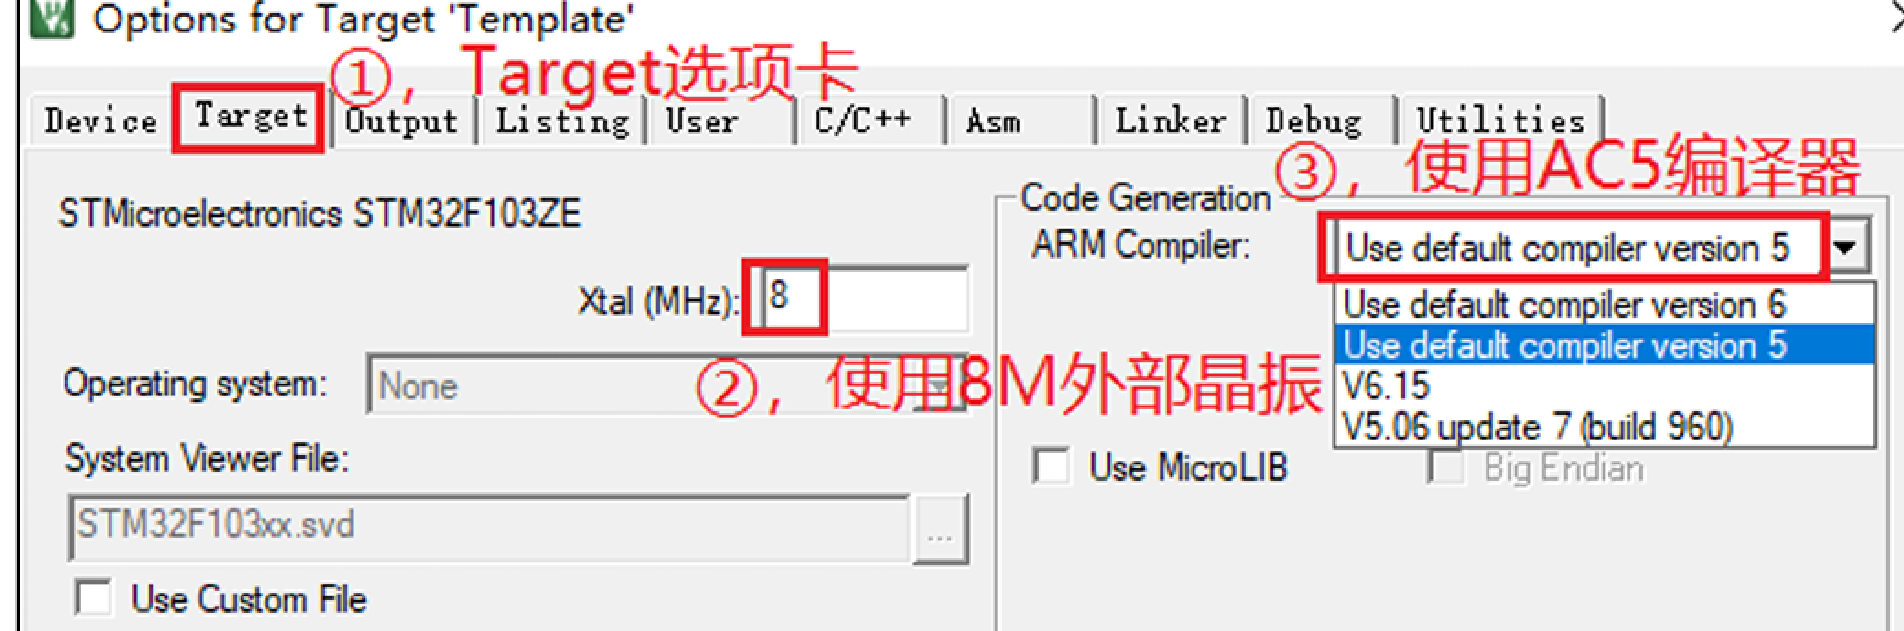 Options for Target 'Template'
①，Target选项卡
Device Target Output Listing User C/C++ Asm Linker Debug Utilities
③，使用AC5编译器
STMicroelectronics STM32F103ZE
Xtal (MHz): 8
②，使用8M外部晶振
Operating system: None
System Viewer File:
STM32F103xx.svd
...
Use Custom File
Code Generation
ARM Compiler: Use default compiler version 5
Use default compiler version 6
Use default compiler version 5
V6.15
V5.06 update 7 (build 960)
Use MicroLIB Big Endian